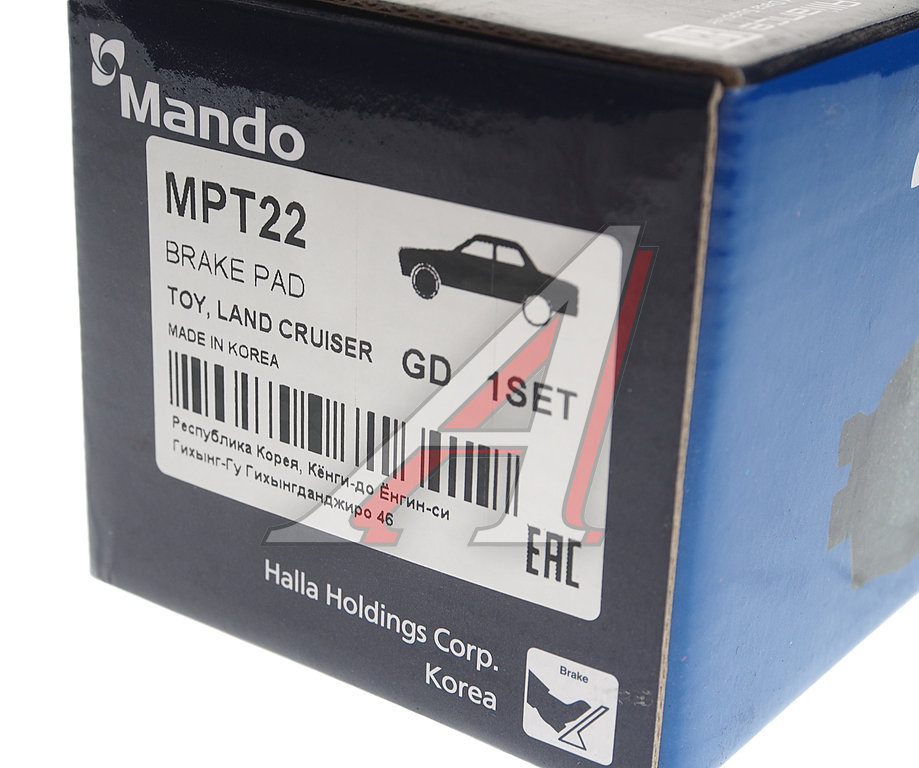 Mando
MPT22
BRAKE PAD
TOY, LAND CRUISER
MADE IN KOREA
GD 1SET
Республика Корея, Кёнги-до Ёнгин-си
Гихынг-Гу Гихынгданджиро 46
EAC
Halla Holdings Corp.
Korea
Brake